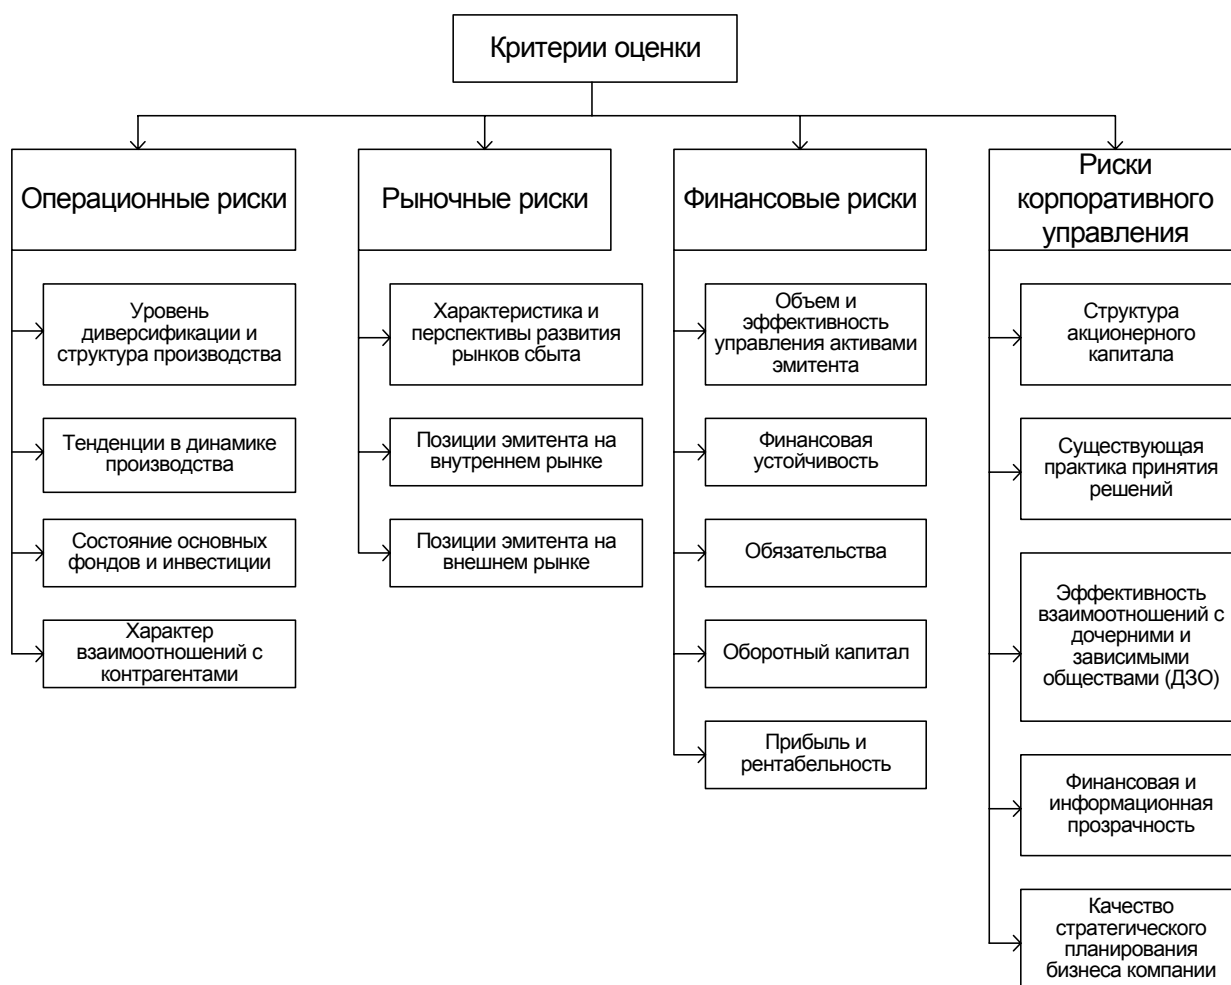 Критерии оценки
Операционные риски
Уровень
диверсификации и
структура производства
Тенденции в динамике
производства
Состояние основных
фондов и инвестиции
Характер
взаимоотношений с
контрагентами
Рыночные риски
Характеристика и
перспективы развития
рынков сбыта
Позиции эмитента на
внутреннем рынке
Позиции эмитента на
внешнем рынке
Финансовые риски
Объем и
эффективность
управления активами
эмитента
Финансовая
устойчивость
Обязательства
Оборотный капитал
Прибыль и
рентабельность
Риски
корпоративного
управления
Структура
акционерного
капитала
Существующая
практика принятия
решений
Эффективность
взаимоотношений с
дочерними и
зависимыми
обществами (ДЗО)
Финансовая и
информационная
прозрачность
Качество
стратегического
планирования
бизнеса компании